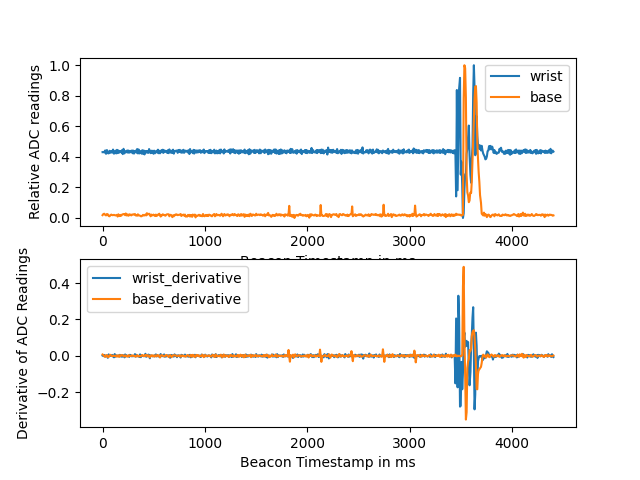 1.0
0.8
0.6
0.4
0.2
0.0
Relative ADC readings
wrist
base
0 1000 2000 3000 4000
Beacon Timestamp in ms
0.4
0.2
0.0
−0.2
Derivative of ADC Readings
wrist_derivative
base_derivative
0 1000 2000 3000 4000
Beacon Timestamp in ms